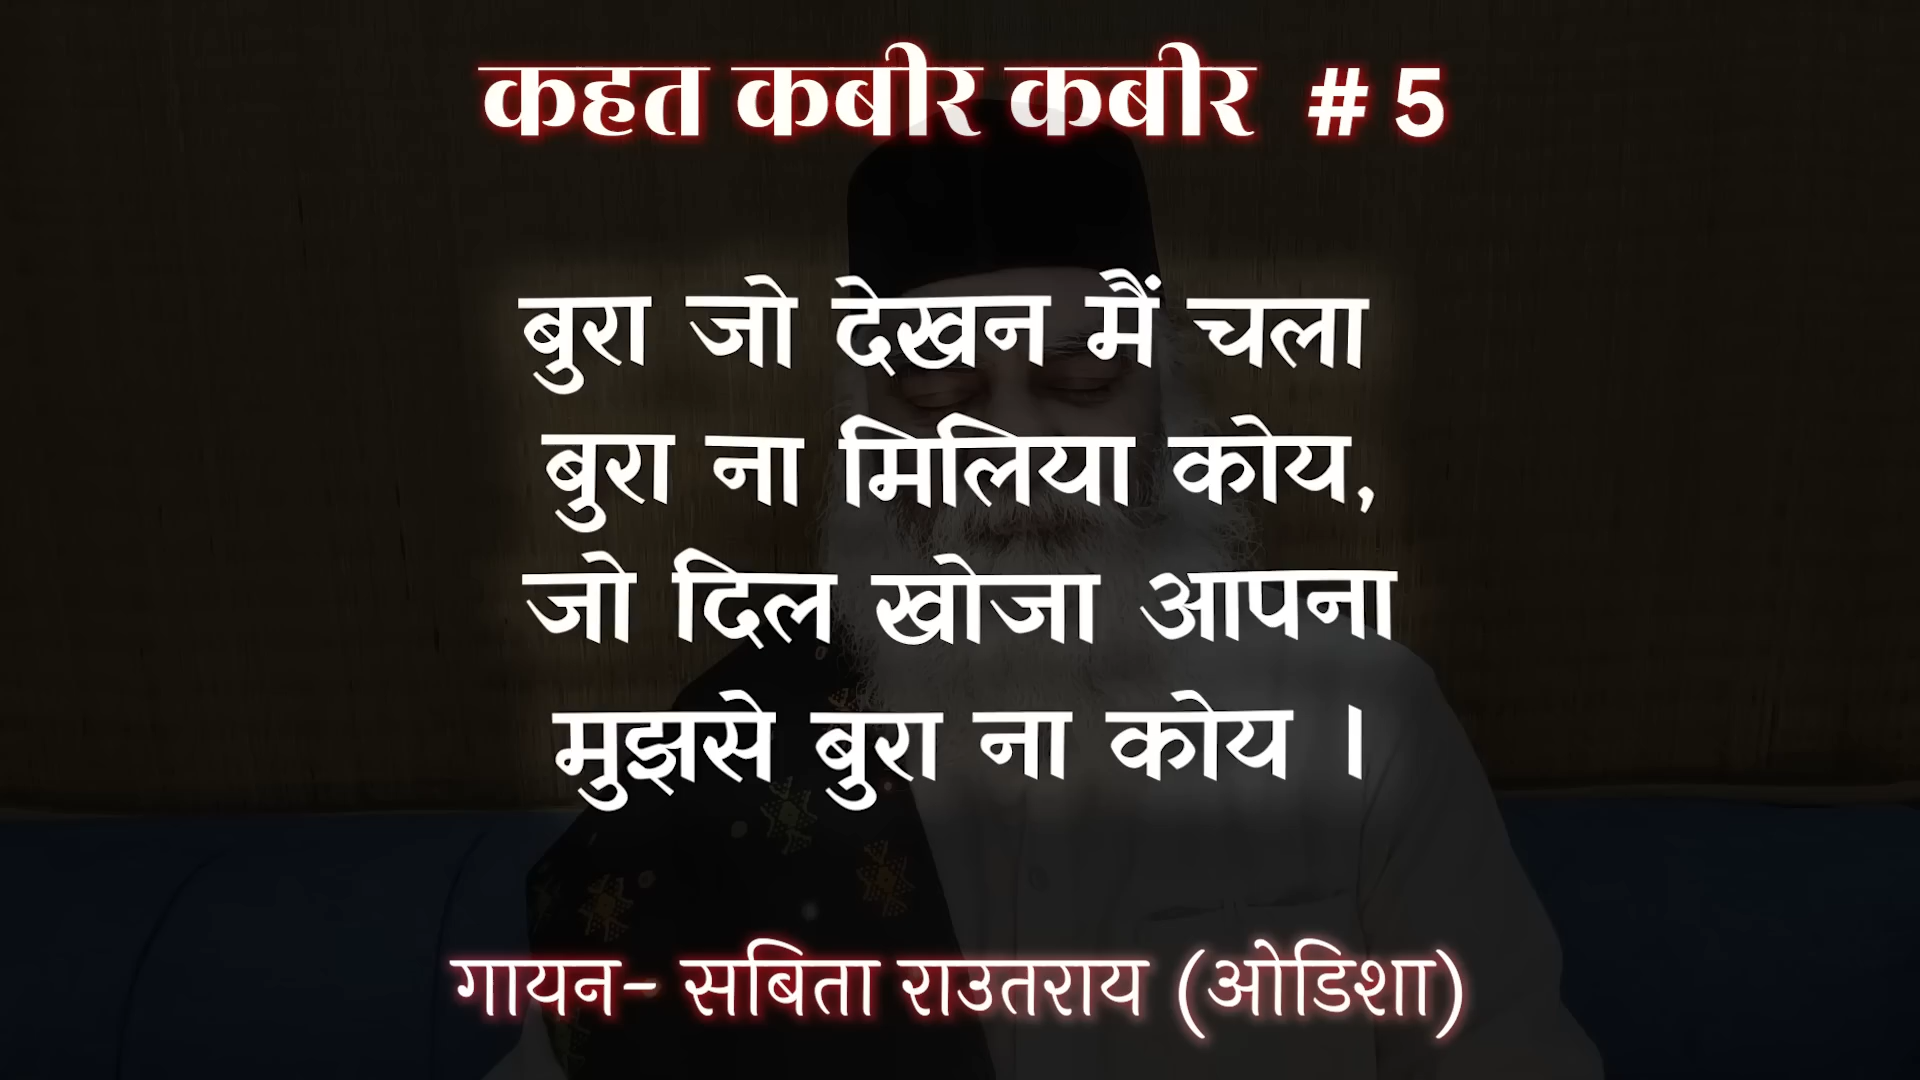 कहत कबीर कबीर # 5
बुरा जो देखन मैं चला
बुरा ना मिलिया कोय,
जो दिल खोजा आपना
मुझसे बुरा ना कोय ।
गायन- सबिता राउतराय (ओडिशा)